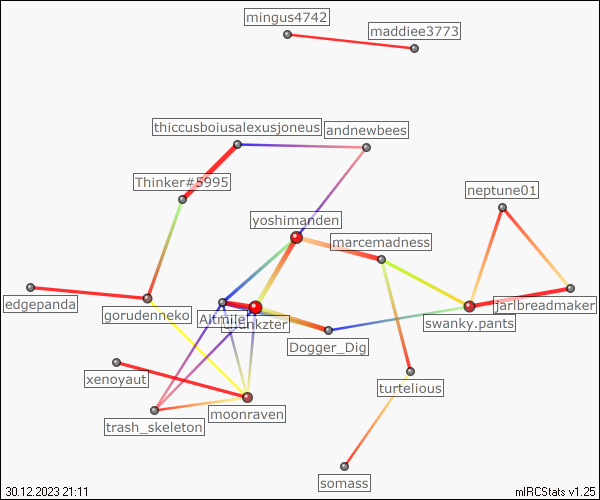 mingus4742
maddiee3773
thiccusboiusalexusjoneus
andnewbees
Thinker#5995
neptune01
yoshimanden
marcemadness
edgepanda
gorudenneko
jarlbreadmaker
Altmile
swanky.pants
Dogger_Dig
xenoyaut
turtelious
moonraven
trash_skeleton
somass
30.12.2023 21:11
mIRCStats v1.25